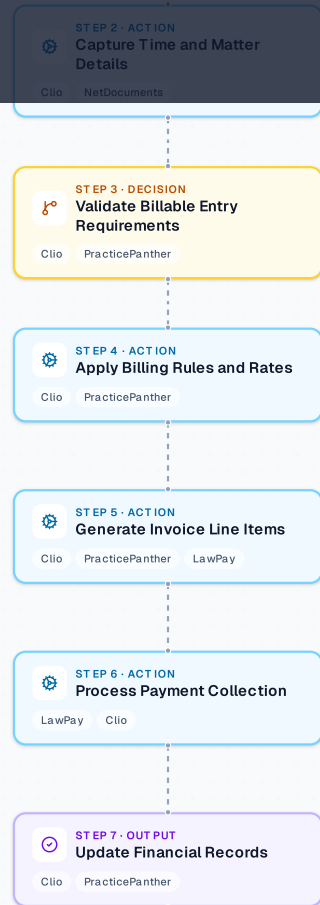 STEP 2 · ACTION
Capture Time and Matter
Details
Clio NetDocuments
STEP 3 · DECISION
Validate Billable Entry
Requirements
Clio PracticePanther
STEP 4 · ACTION
Apply Billing Rules and Rates
Clio PracticePanther
STEP 5 · ACTION
Generate Invoice Line Items
Clio PracticePanther LawPay
STEP 6 · ACTION
Process Payment Collection
LawPay Clio
STEP 7 · OUTPUT
Update Financial Records
Clio PracticePanther